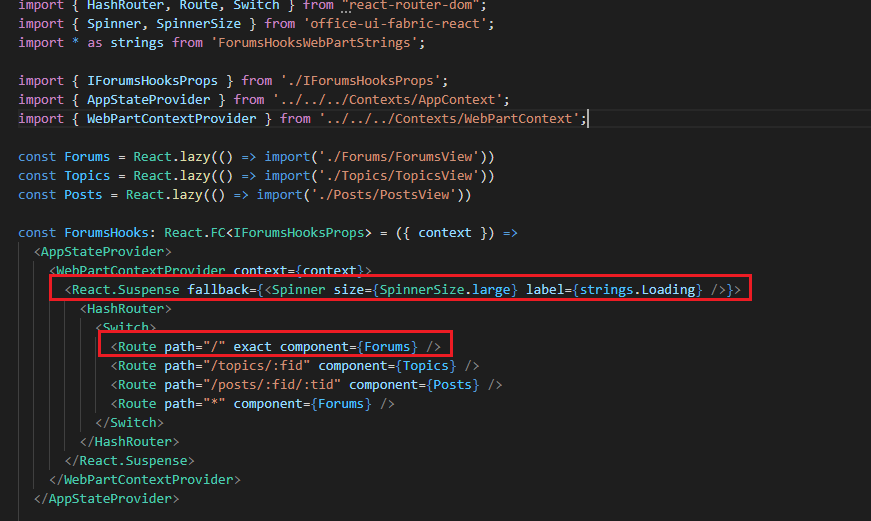 import { HashRouter, Route, Switch } from "react-router-dom";
import { Spinner, SpinnerSize } from 'office-ui-fabric-react';
import * as strings from 'ForumsHooksWebPartStrings';
import { IForumsHooksProps } from './IForumsHooksProps';
import { AppStateProvider } from '../../../Contexts/AppContext';
import { WebPartContextProvider } from '../../../Contexts/WebPartContext';
const Forums = React.lazy(() => import('./Forums/ForumsView'))
const Topics = React.lazy(() => import('./Topics/TopicsView'))
const Posts = React.lazy(() => import('./Posts/PostsView'))
const ForumsHooks: React.FC<IForumsHooksProps> = ({ context }) =>
<AppStateProvider>
<WebPartContextProvider context={context}>
<React.Suspense fallback={<Spinner size={SpinnerSize.large} label={strings.Loading} />}>
<HashRouter>
<Switch>
<Route path="/" exact component={Forums} />
<Route path="/topics/:fid" component={Topics} />
<Route path="/posts/:fid/:tid" component={Posts} />
<Route path="*" component={Forums} />
</Switch>
</HashRouter>
</React.Suspense>
</WebPartContextProvider>
</AppStateProvider>